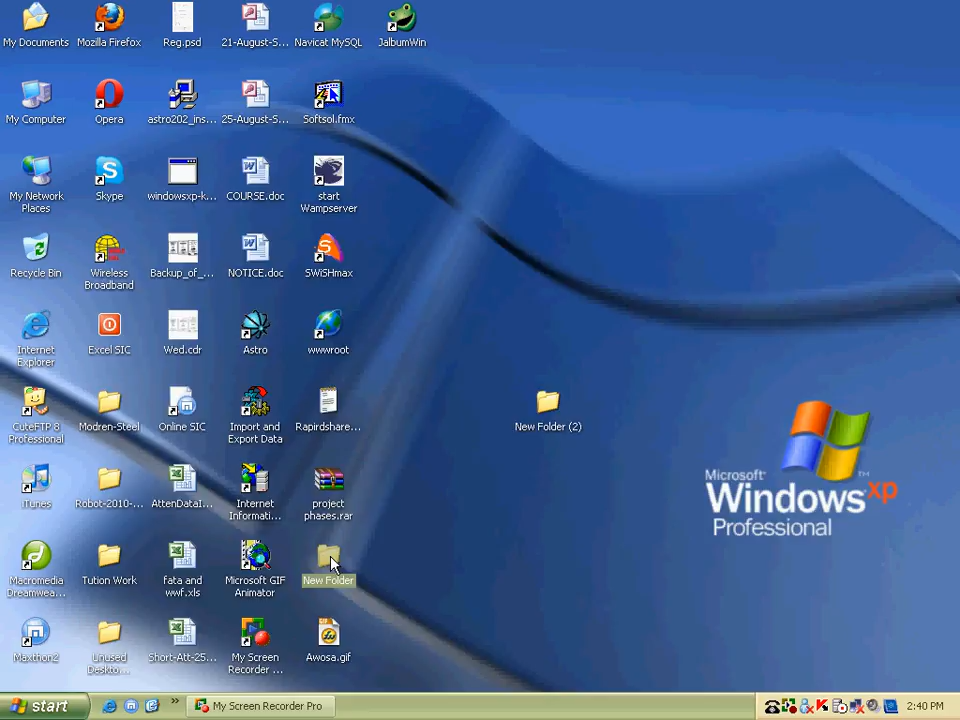 My Documents
Mozilla Firefox
Reg.psd
21-August-S...
Navicat MySQL
JalbumWin
My Computer
Opera
astro202_ins...
25-August-S...
Softsol.fmx
My Network
Places
Skype
windowsxp-k...
COURSE.doc
start
Wampserver
Recycle Bin
Wireless
Broadband
Backup_of_...
NOTICE.doc
SWiSHmax
Internet
Explorer
Excel SIC
Wed.cdr
Astro
wwwroot
CuteFTP 8
Professional
Modren-Steel
Online SIC
Import and
Export Data
Rapirdshare...
New Folder (2)
iTunes
Robot-2010-...
AttenDataI...
Internet
Informati...
project
phases.rar
Microsoft
Windows xp
Professional
Macromedia
Dreamwea...
Tution Work
fata and
wwf.xls
Microsoft GIF
Animator
New Folder
Maxthon2
Unused
Deskto...
Short-Att-25...
My Screen
Recorder ...
Awosa.gif
start
My Screen Recorder Pro
2:40 PM